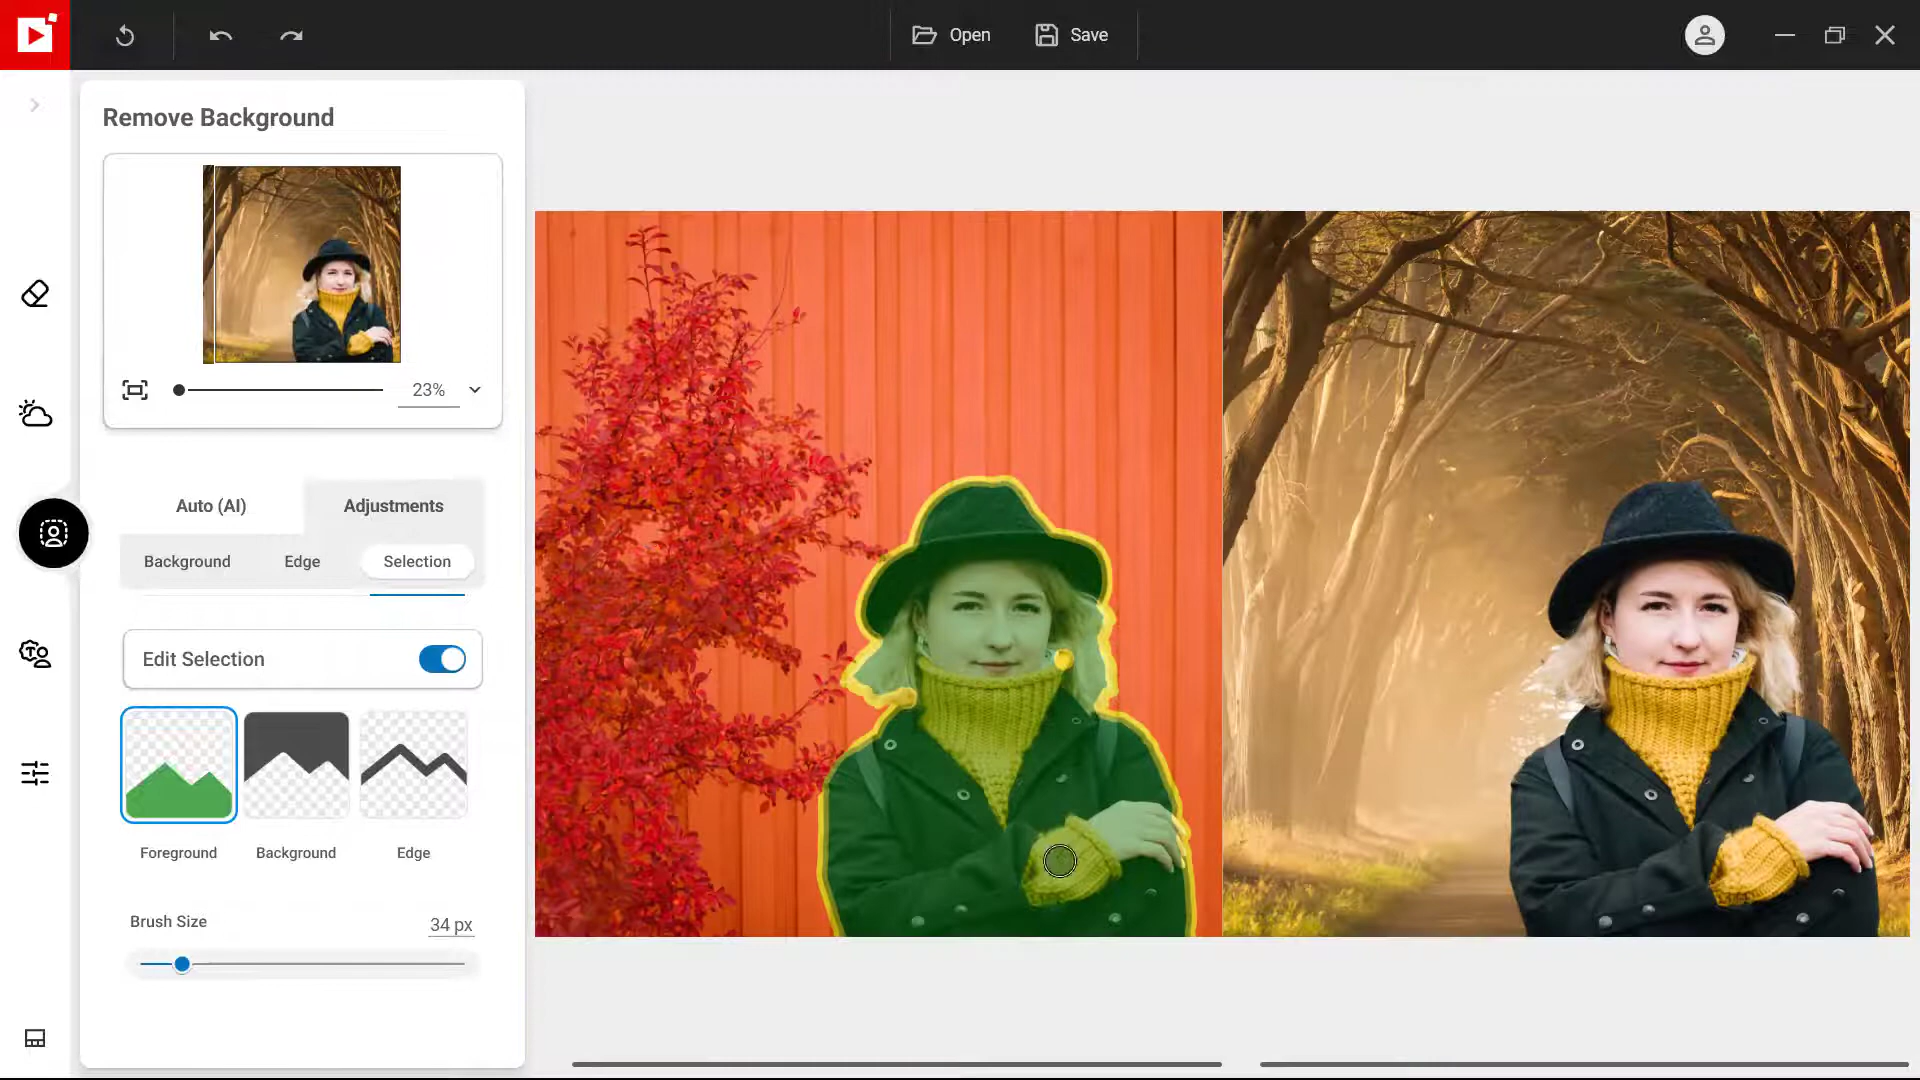 Open
Save
Remove Background
23%
Auto (AI)
Adjustments
Background
Edge
Selection
Edit Selection
Foreground
Background
Edge
Brush Size
34 px